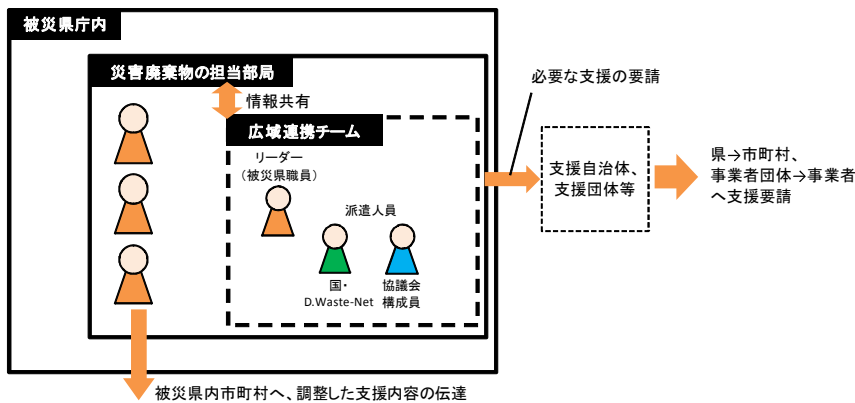 被災県庁内
災害廃棄物の担当部局
情報共有
広域連携チーム
リーダー
（被災県職員）
派遣人員
国・
D.Waste-Net
協議会
構成員
必要な支援の要請
支援自治体、
支援団体等
県→市町村、
事業者団体→事業者
へ支援要請
被災県内市町村へ、調整した支援内容の伝達